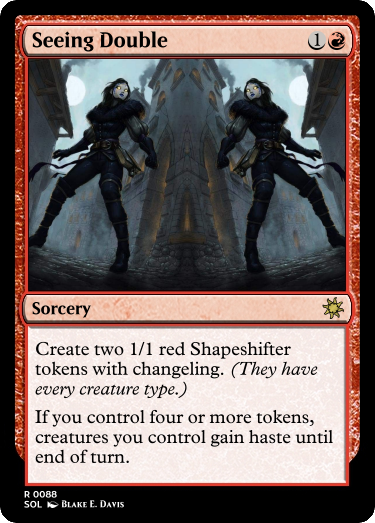 Seeing Double 1
Sorcery
Create two 1/1 red Shapeshifter
tokens with changeling. (They have
every creature type.)
If you control four or more tokens,
creatures you control gain haste until
end of turn.
R 0088
SOL Blake E. Davis